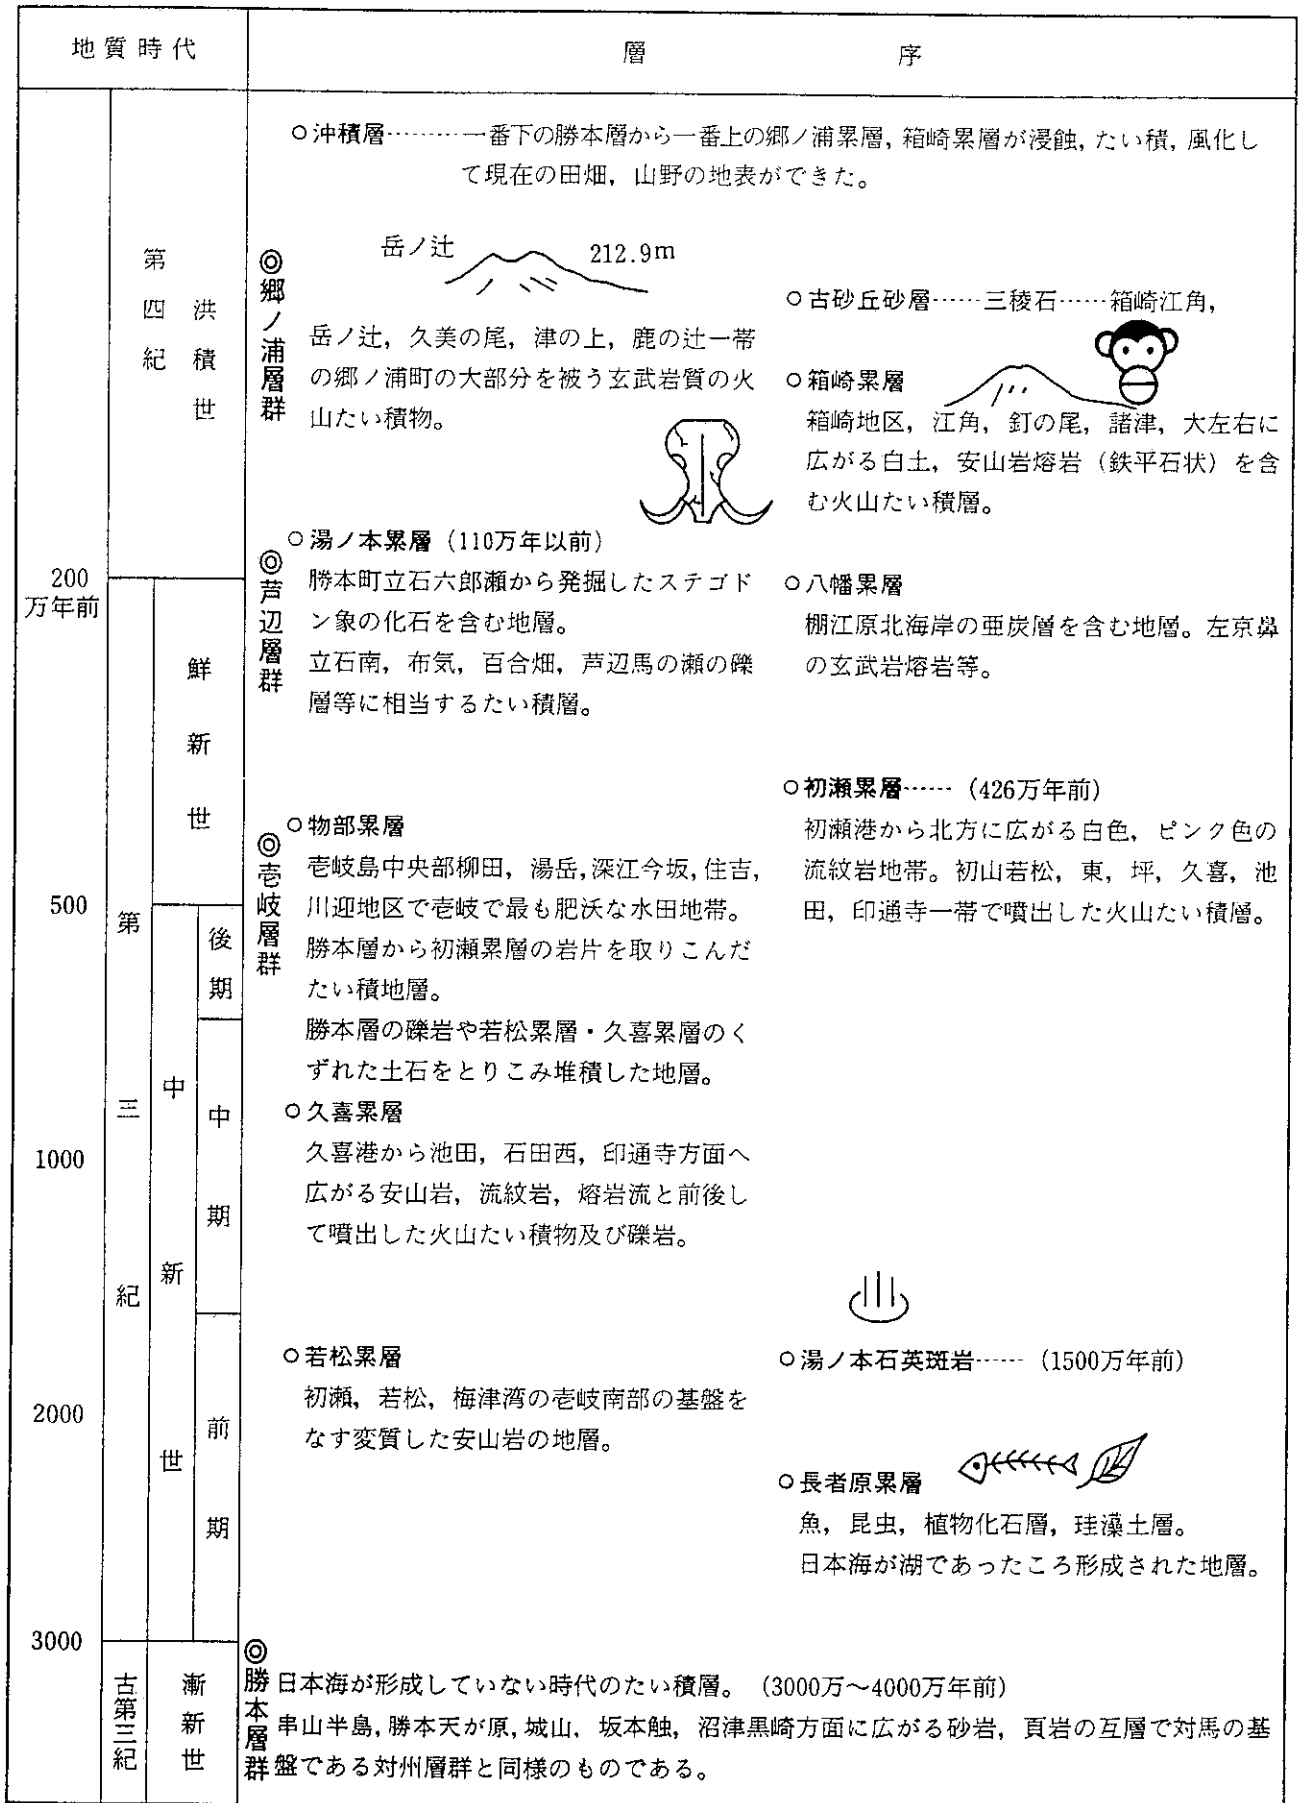 地質時代
層序
200
万年前
500
1000
2000
3000
第四紀
洪積世
第三紀
鮮新世
中新世
後期
中期
前期
古第三紀
漸新世
○沖積層………一番下の勝本層から一番上の郷ノ浦累層，箱崎累層が浸蝕，たい積，風化し
て現在の田畑，山野の地表ができた。
◎郷ノ浦層群
岳ノ辻 212.9m
岳ノ辻，久美の尾，津の上，鹿の辻一帯
の郷ノ浦町の大部分を被う玄武岩質の火
山たい積物。
○古砂丘砂層……三稜石……箱崎江角，
○箱崎累層
箱崎地区，江角，釘の尾，諸津，大左右に
広がる白土，安山岩熔岩（鉄平石状）を含
む火山たい積層。
◎芦辺層群
○湯ノ本累層（110万年以前）
勝本町立石六郎瀬から発掘したステゴド
ン象の化石を含む地層。
立石南，布気，百合畑，芦辺馬の瀬の礫
層等に相当するたい積層。
○八幡累層
棚江原北海岸の亜炭層を含む地層。左京鼻
の玄武岩熔岩等。
◎壱岐層群
○初瀬累層……（426万年前）
初瀬港から北方に広がる白色，ピンク色の
流紋岩地帯。初山若松，東，坪，久喜，池
田，印通寺一帯で噴出した火山たい積層。
○物部累層
壱岐島中央部柳田，湯岳，深江今坂，住吉，
川迎地区で壱岐で最も肥沃な水田地帯。
勝本層から初瀬累層の岩片を取りこんだ
たい積地層。
勝本層の礫岩や若松累層・久喜累層のく
ずれた土石をとりこみ堆積した地層。
○久喜累層
久喜港から池田，石田西，印通寺方面へ
広がる安山岩，流紋岩，熔岩流と前後し
て噴出した火山たい積物及び礫岩。
○若松累層
初瀬，若松，梅津湾の壱岐南部の基盤を
なす変質した安山岩の地層。
○湯ノ本石英斑岩……（1500万年前）
○長者原累層
魚，昆虫，植物化石層，珪藻土層。
日本海が湖であったころ形成された地層。
◎勝本層群
日本海が形成していない時代のたい積層。（3000万～4000万年前）
串山半島，勝本天が原，城山，坂本触，沼津黒崎方面に広がる砂岩，頁岩の互層で対馬の基
盤である対州層群と同様のものである。